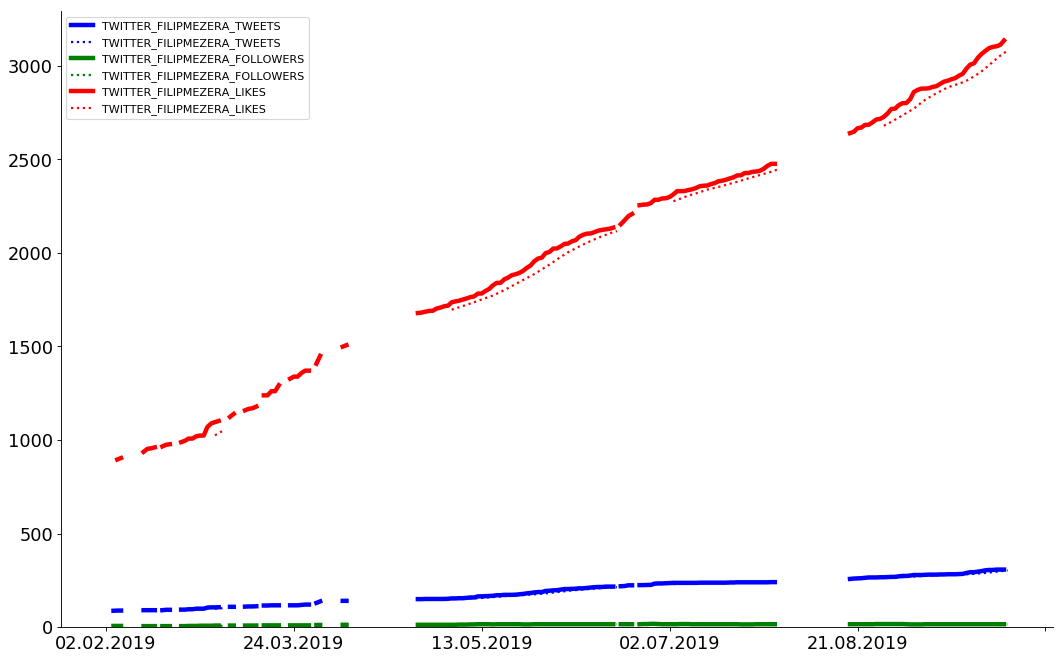 TWITTER_FILIPMEZERA_TWEETS
TWITTER_FILIPMEZERA_TWEETS
TWITTER_FILIPMEZERA_FOLLOWERS
TWITTER_FILIPMEZERA_FOLLOWERS
TWITTER_FILIPMEZERA_LIKES
TWITTER_FILIPMEZERA_LIKES
3000
2500
2000
1500
1000
500
0
02.02.2019 24.03.2019 13.05.2019 02.07.2019 21.08.2019